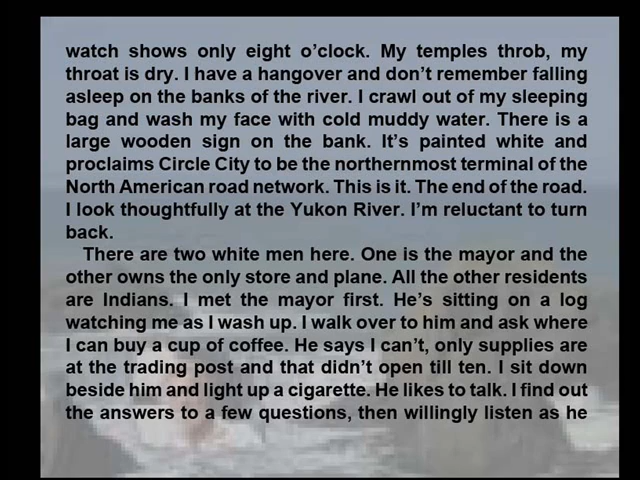 watch shows only eight o’clock. My temples throb, my
throat is dry. I have a hangover and don’t remember falling
asleep on the banks of the river. I crawl out of my sleeping
bag and wash my face with cold muddy water. There is a
large wooden sign on the bank. It’s painted white and
proclaims Circle City to be the northernmost terminal of the
North American road network. This is it. The end of the road.
I look thoughtfully at the Yukon River. I’m reluctant to turn
back.
There are two white men here. One is the mayor and the
other owns the only store and plane. All the other residents
are Indians. I met the mayor first. He’s sitting on a log
watching me as I wash up. I walk over to him and ask where
I can buy a cup of coffee. He says I can’t, only supplies are
at the trading post and that didn’t open till ten. I sit down
beside him and light up a cigarette. He likes to talk. I find out
the answers to a few questions, then willingly listen as he